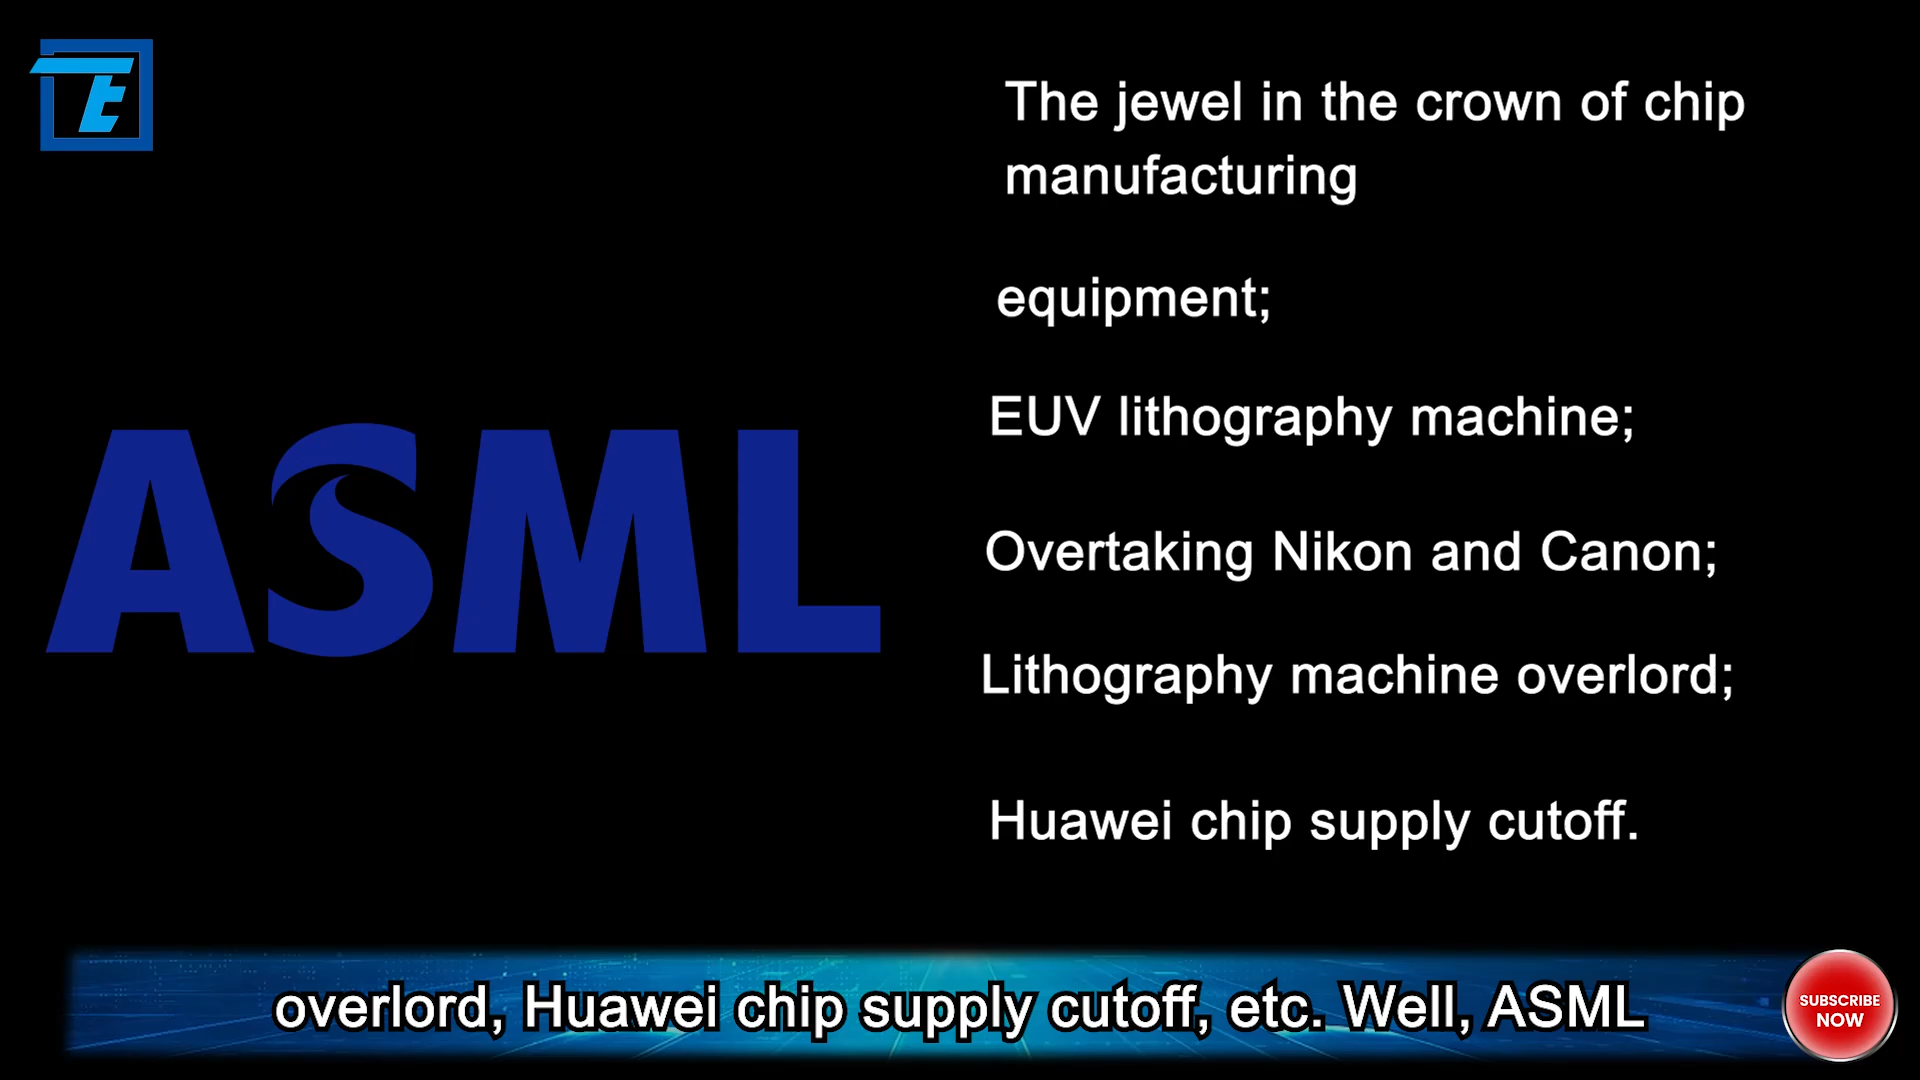 The jewel in the crown of chip
manufacturing
equipment;
EUV lithography machine;
ASML
Overtaking Nikon and Canon;
Lithography machine overlord;
Huawei chip supply cutoff.
overlord, Huawei chip supply cutoff, etc. Well, ASML
SUBSCRIBE
NOW